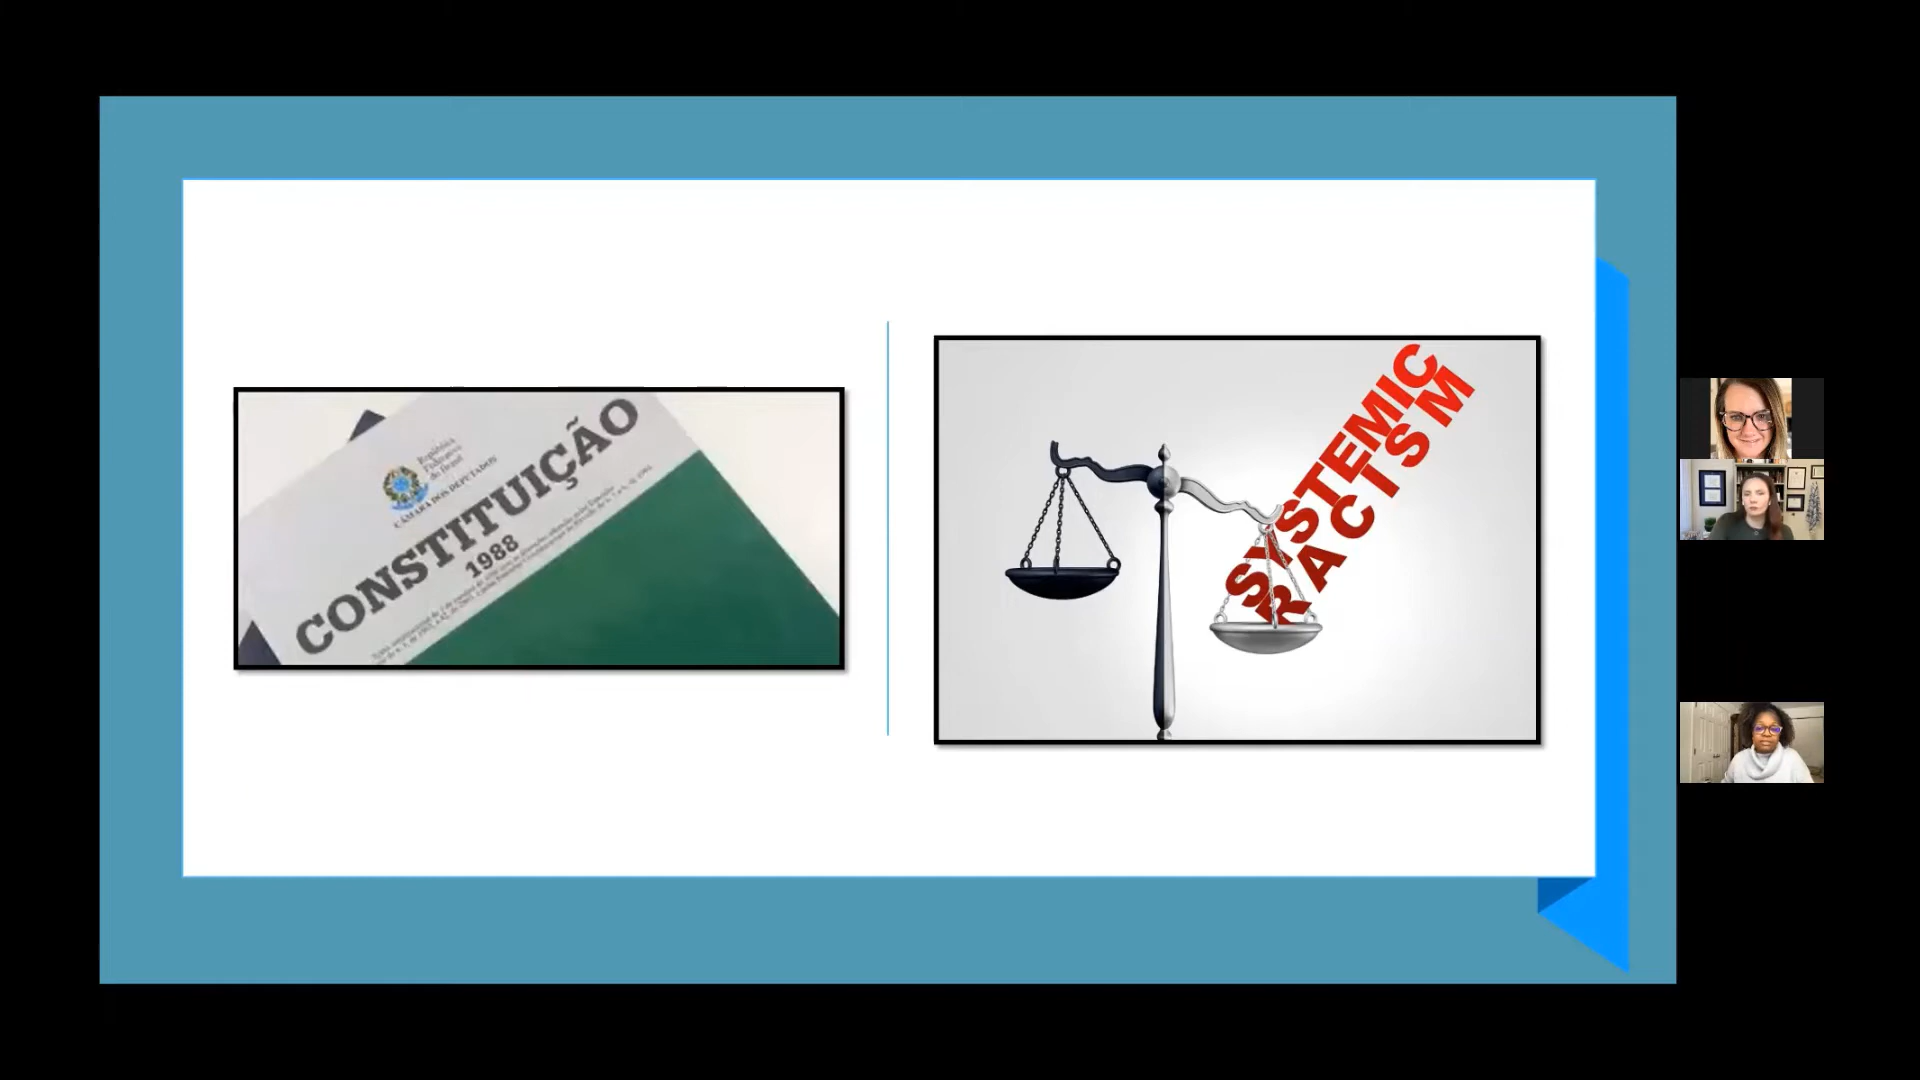 República
Federativa
do Brasil
CÂMARA DOS DEPUTADOS
CONSTITUIÇÃO
1988
SYSTEMIC
RACISM